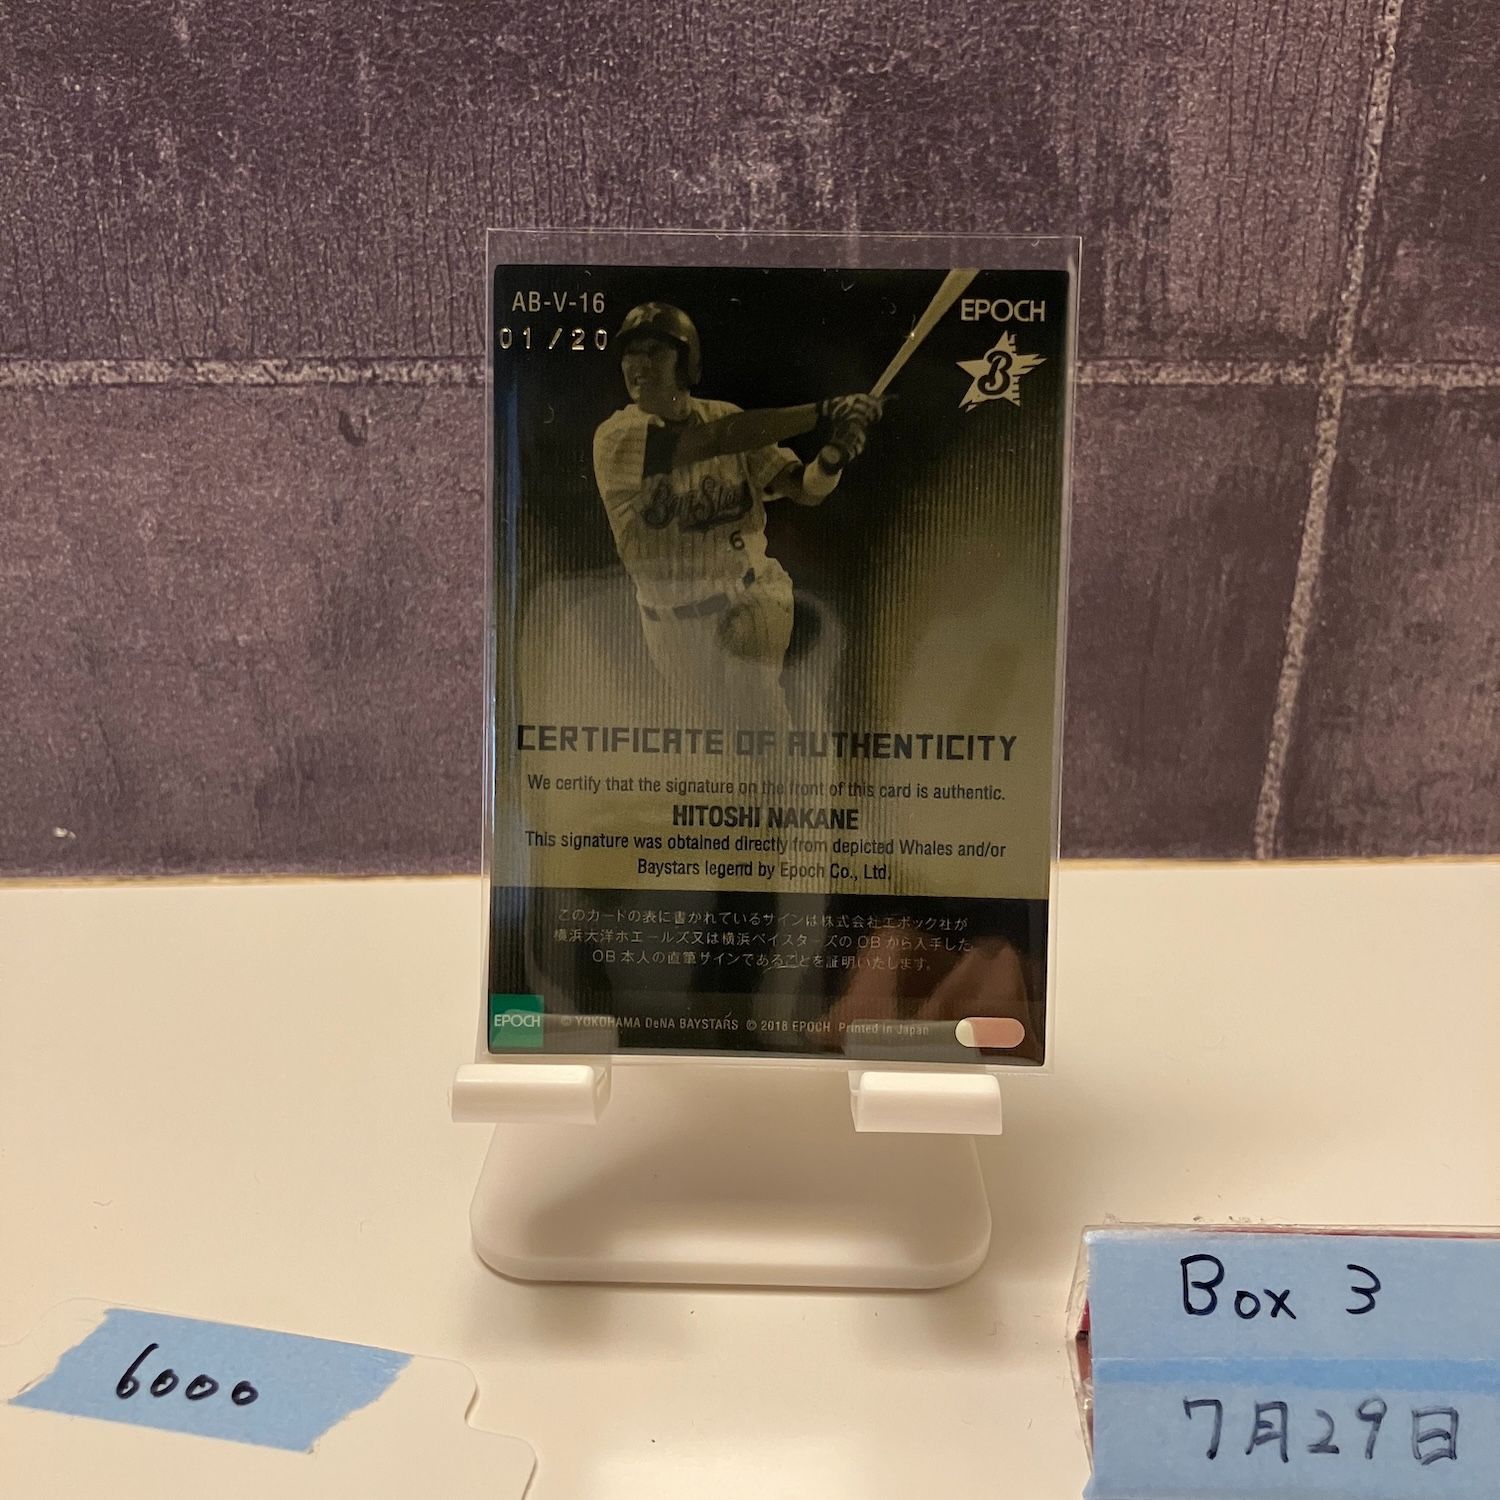 AB-V-16
01/20
EPOCH
B
BayStars
6
CERTIFICATE OF AUTHENTICITY
We certify that the signature on the front of this card is authentic.
HITOSHI NAKANE
This signature was obtained directly from depicted Whales and/or
Baystars legend by Epoch Co., Ltd.
このカードの表に書かれているサインは株式会社エポック社が
横浜大洋ホエールズ又は横浜ベイスターズのOBから入手した
OB本人の直筆サインであることを証明いたします。
EPOCH © YOKOHAMA DeNA BAYSTARS © 2018 EPOCH Printed in Japan
6000
Box 3
7月29日